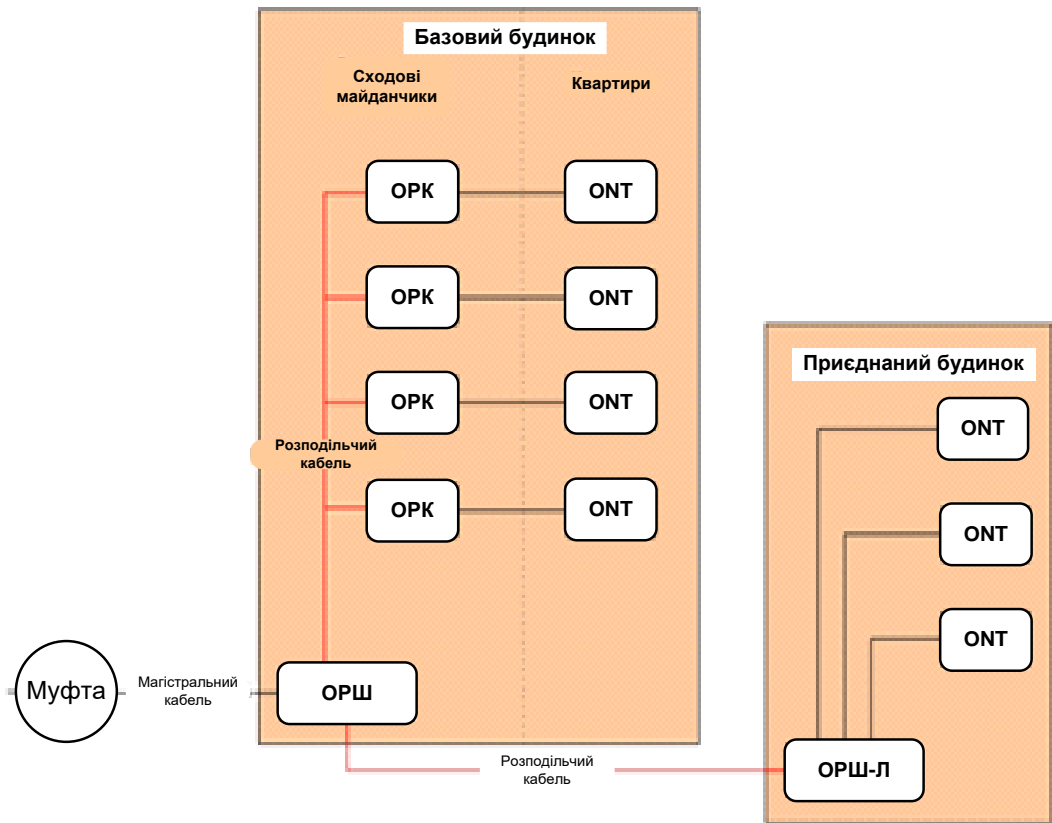 Базовий будинок
Сходові
майданчики
Квартири
ОРК
ONT
ОРК
ONT
ОРК
ONT
Розподільчий
кабель
ОРК
ONT
Приєднаний будинок
ONT
ONT
ONT
Муфта
Магістральний
кабель
ОРШ
Розподільчий
кабель
ОРШ-Л